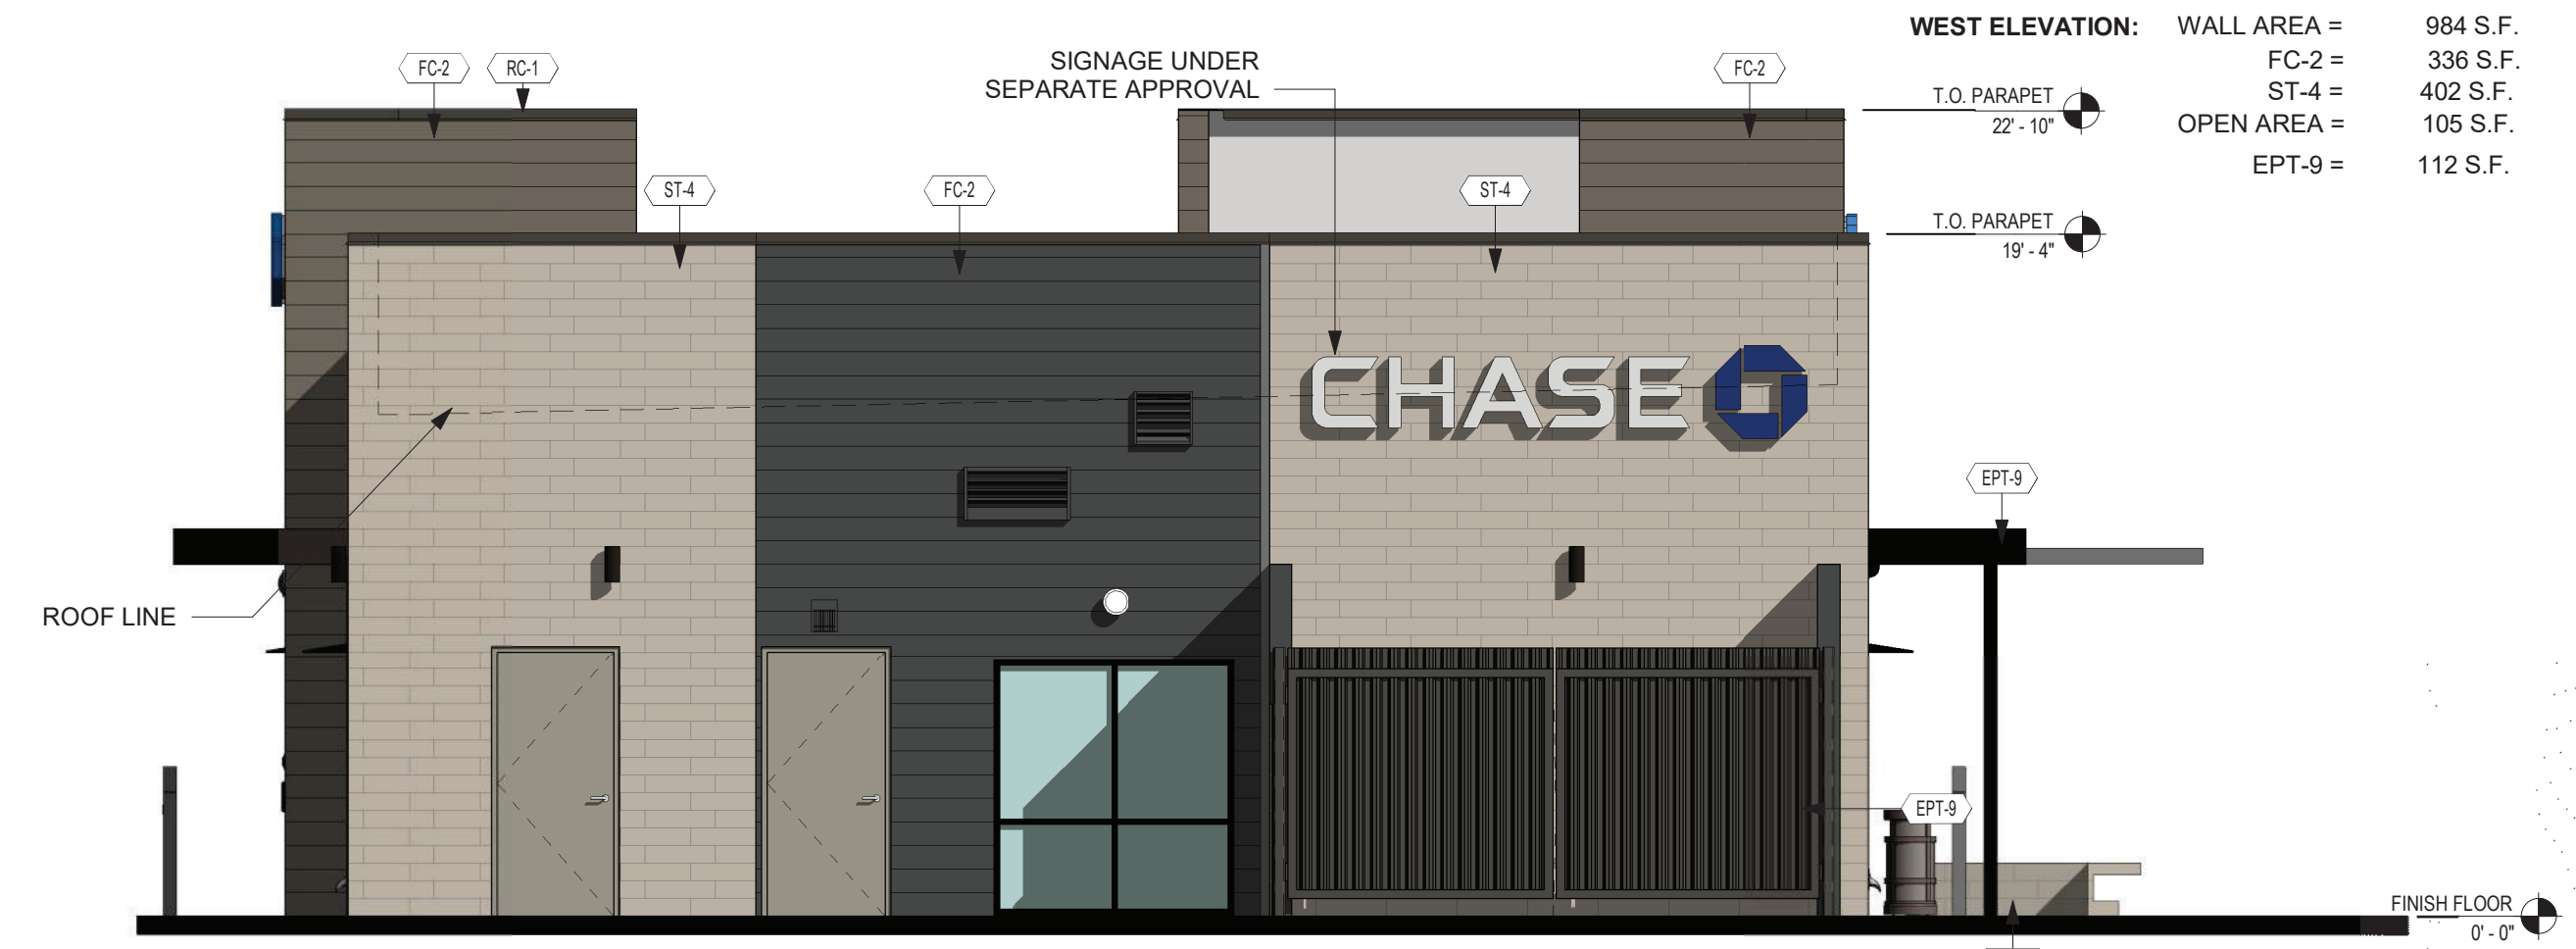 WEST ELEVATION: WALL AREA = 984 S.F.
FC-2 = 336 S.F.
ST-4 = 402 S.F.
OPEN AREA = 105 S.F.
EPT-9 = 112 S.F.
FC-2
RC-1
SIGNAGE UNDER
SEPARATE APPROVAL
FC-2
T.O. PARAPET
22' - 10"
ST-4
FC-2
ST-4
T.O. PARAPET
19' - 4"
CHASE
EPT-9
ROOF LINE
EPT-9
FINISH FLOOR
0' - 0"